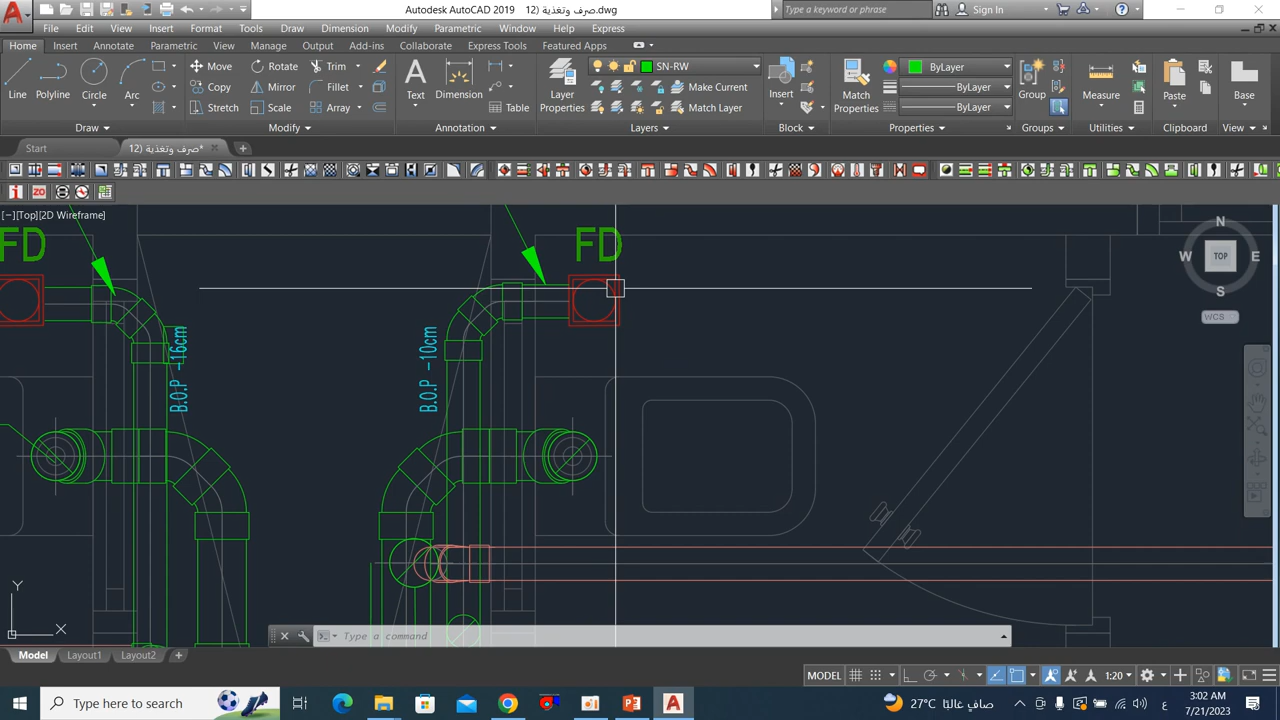 Autodesk AutoCAD 2019 صرف وتغذية (12).dwg
Type a keyword or phrase
Sign In
File Edit View Insert Format Tools Draw Dimension Modify Parametric Window Help Express
Home Insert Annotate Parametric View Manage Output Add-ins Collaborate Express Tools Featured Apps
Line Polyline Circle Arc
Move Rotate Trim
Copy Mirror Fillet
Stretch Scale Array
Text Dimension
Table
Layer Properties
SN-RW
Make Current
Match Layer
Insert
Match Properties
ByLayer
ByLayer
ByLayer
Group
Measure
Paste
Base
Draw Modify Annotation Layers Block Properties Groups Utilities Clipboard View
Start صرف وتغذية (12)*
[−][Top][2D Wireframe]
FD FD
B.O.P -16cm
B.O.P -10cm
N
W TOP E
S
WCS
Y
X
Type a command
Model Layout1 Layout2
MODEL 1:20
Type here to search
27°C صافٍ غالبًا
ع
3:02 AM
7/21/2023